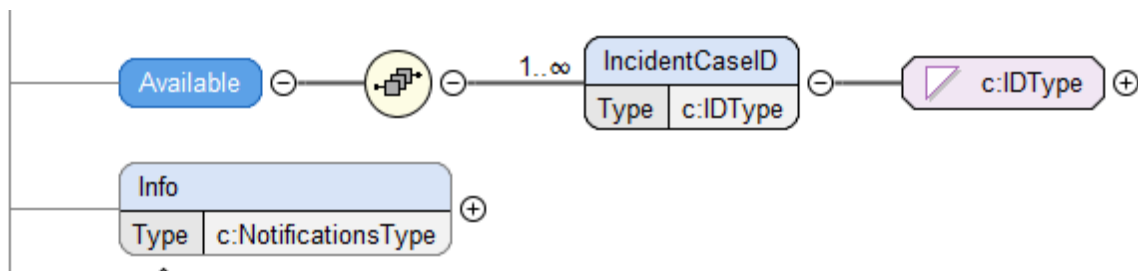 Available
1..∞
IncidentCaseID
Type c:IDType
c:IDType
Info
Type c:NotificationsType